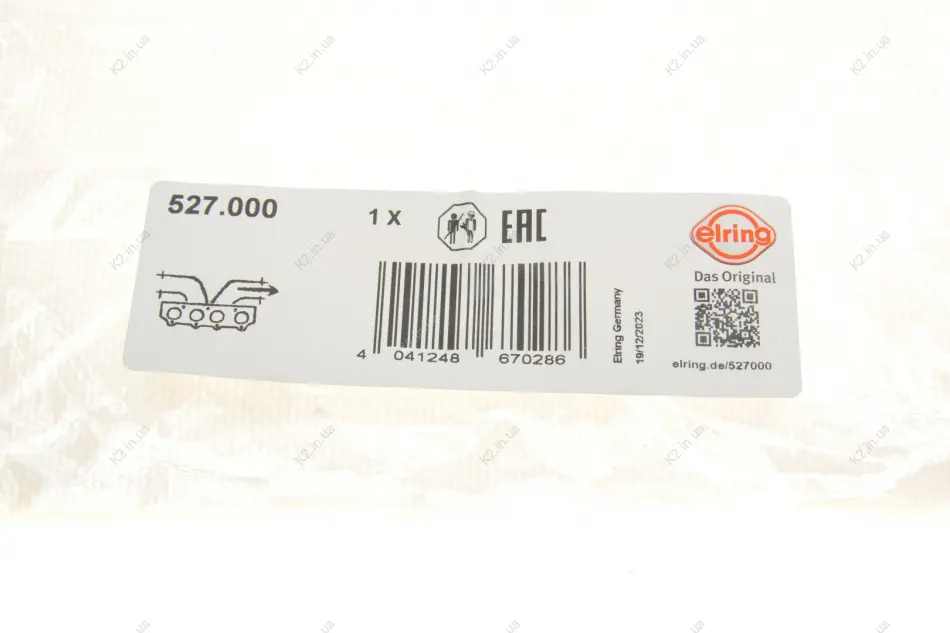 527.000
1 X
EAC
elring
Das Original
4 041248 670286
Elring Germany
19/12/2023
elring.de/527000
K2.in.ua